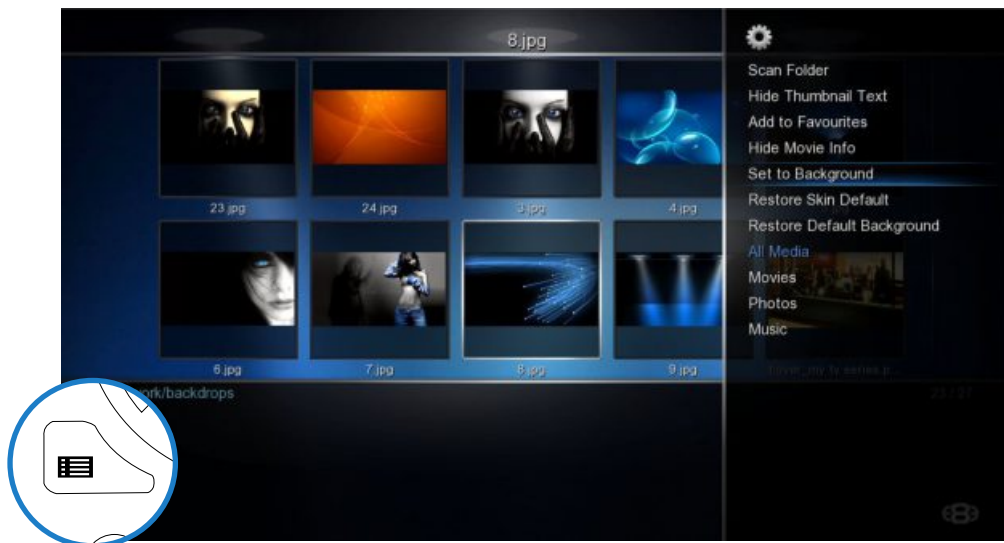 8.jpg
23.jpg
24.jpg
3.jpg
4.jpg
6.jpg
7.jpg
8.jpg
9.jpg
ork/backdrops
Scan Folder
Hide Thumbnail Text
Add to Favourites
Hide Movie Info
Set to Background
Restore Skin Default
Restore Default Background
All Media
Movies
Photos
Music